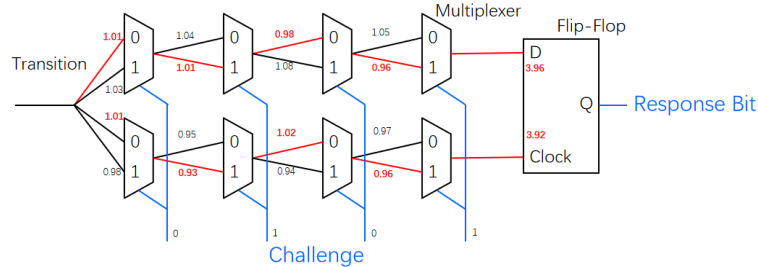 Multiplexer
Flip-Flop
Transition
1.01 0 1.04 0 0.98 0 1.05 0 D
1.03 1 1.01 1 1.08 1 0.96 1 3.96
Q Response Bit
1.01 0 0.95 0 1.02 0 0.97 0 3.92
0.98 1 0.93 1 0.94 1 0.96 1 Clock
0 1 0 1
Challenge